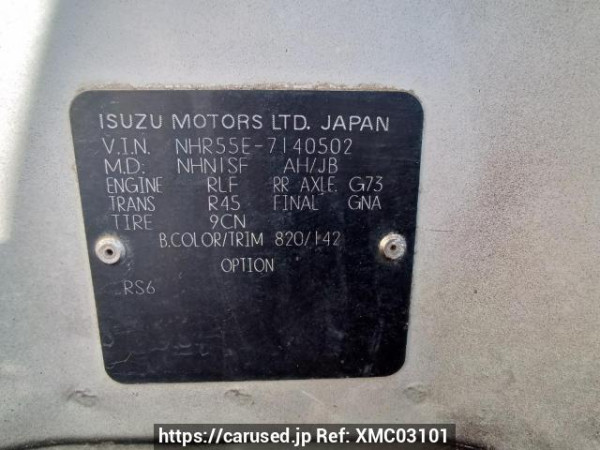 ISUZU MOTORS LTD. JAPAN
V.I.N. NHR55E-7140502
M.D: NHN1SF AH/JB
ENGINE RLF RR AXLE G73
TRANS R45 FINAL GNA
TIRE 9CN
B.COLOR/TRIM 820/142
OPTION
RS6
https://carused.jp Ref: XMC03101